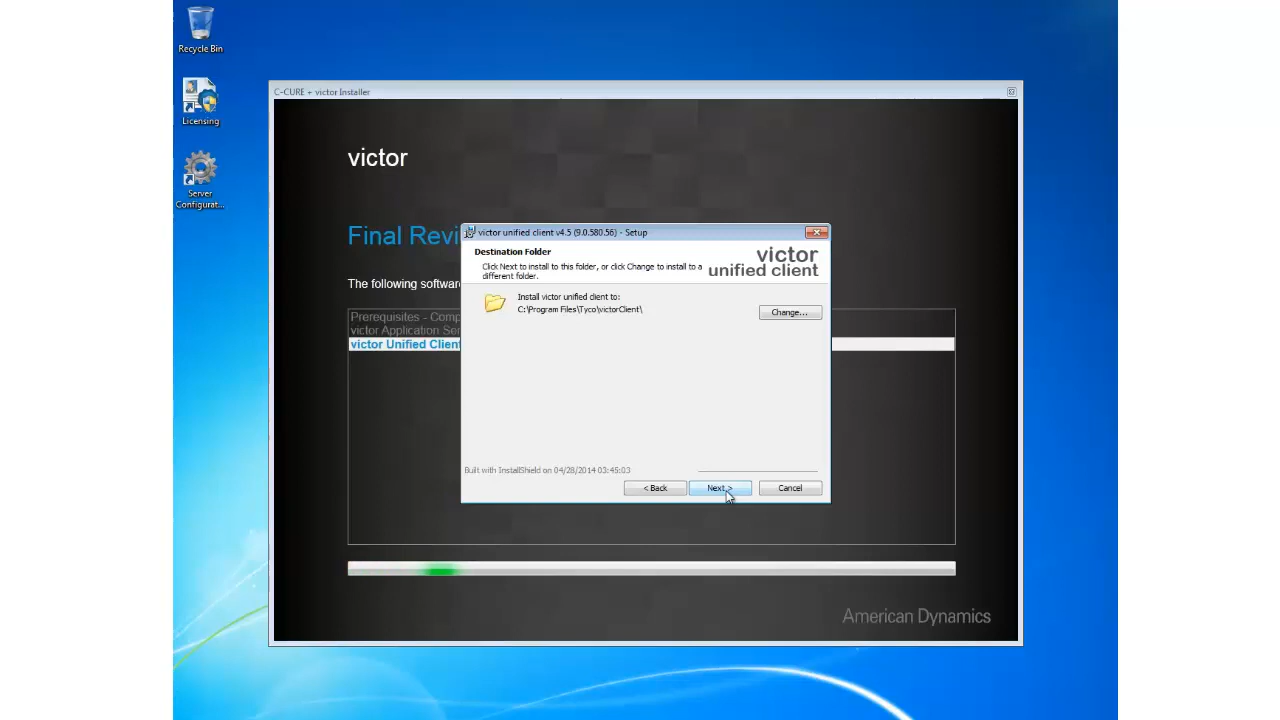 Recycle Bin
Licensing
Server
Configurat...
C-CURE + victor Installer
victor
Final Revi
The following softwar
Prerequisites - Comp
victor Application Ser
victor Unified Client
victor unified client v4.5 (9.0.580.56) - Setup
Destination Folder
Click Next to install to this folder, or click Change to install to a
different folder.
victor
unified client
Install victor unified client to:
C:\Program Files\Tyco\victorClient\
Change...
Built with InstallShield on 04/28/2014 03:45:03
< Back
Next >
Cancel
American Dynamics